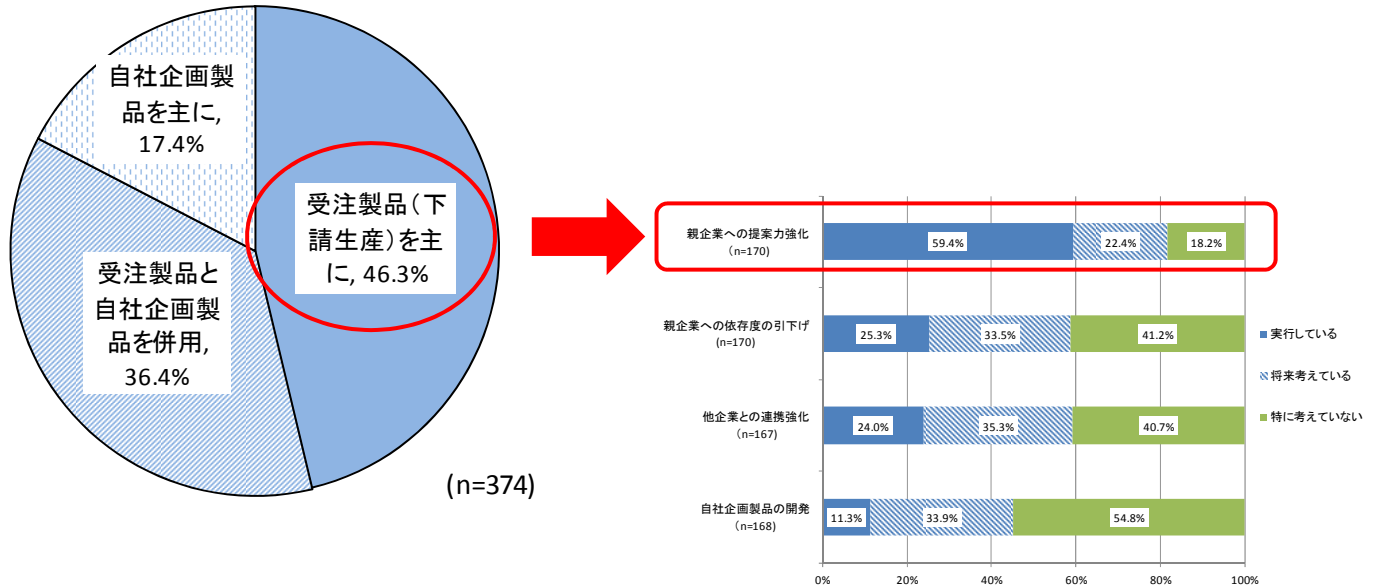 自社企画製
品を主に,
17.4%
受注製品（下
請生産）を主
に, 46.3%
受注製品と
自社企画製
品を併用,
36.4%
(n=374)
親企業への提案力強化
（n=170）
59.4%
22.4%
18.2%
親企業への依存度の引下げ
(n=170)
25.3%
33.5%
41.2%
他企業との連携強化
（n=167）
24.0%
35.3%
40.7%
自社企画製品の開発
（n=168）
11.3%
33.9%
54.8%
0%
20%
40%
60%
80%
100%
実行している
将来考えている
特に考えていない